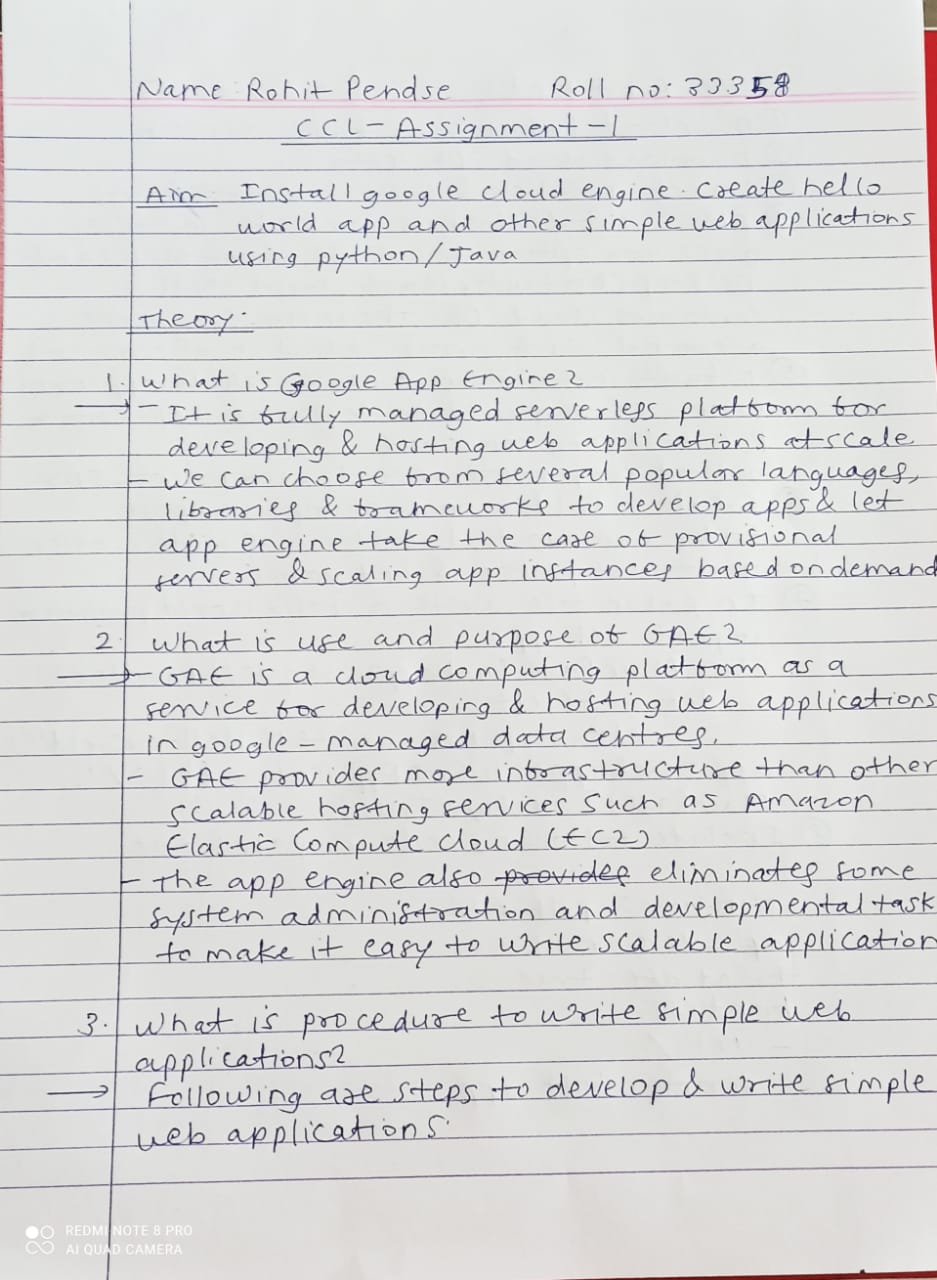 Name: Rohit Pendse Roll no: 33358
CCL-Assignment-1
Aim Install google cloud engine. Create hello
world app and other simple web applications
using python/Java
Theory:
1. What is Google App Engine?
→ - It is fully managed serverless platform for
developing & hosting web applications at scale
- We can choose from several popular languages,
libraries & frameworks to develop apps & let
app engine take the case of provisional
servers & scaling app instances based on demand
2. What is use and purpose of GAE?
→ - GAE is a cloud computing platform as a
service for developing & hosting web applications
in google - managed data centres.
- GAE provides more infrastructure than other
scalable hosting services such as Amazon
Elastic Compute Cloud (EC2)
- The app engine also provides eliminates some
system administration and developmental task
to make it easy to write scalable application
3. What is procedure to write simple web
applications?
→ Following are steps to develop & write simple
web applications.
REDMI NOTE 8 PRO
AI QUAD CAMERA